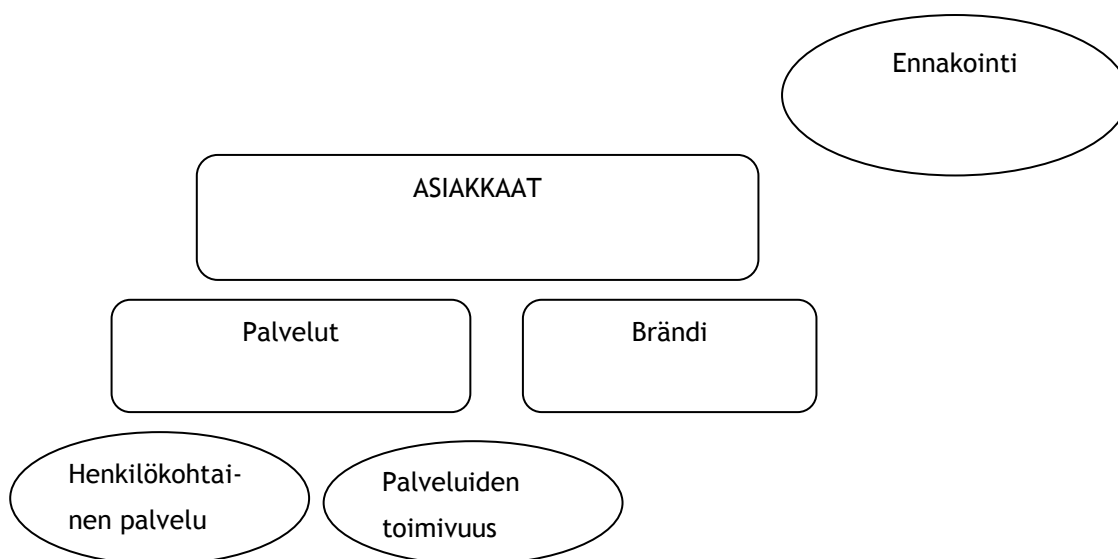 Ennakointi
ASIAKKAAT
Palvelut
Brändi
Henkilökohtai-
nen palvelu
Palveluiden
toimivuus